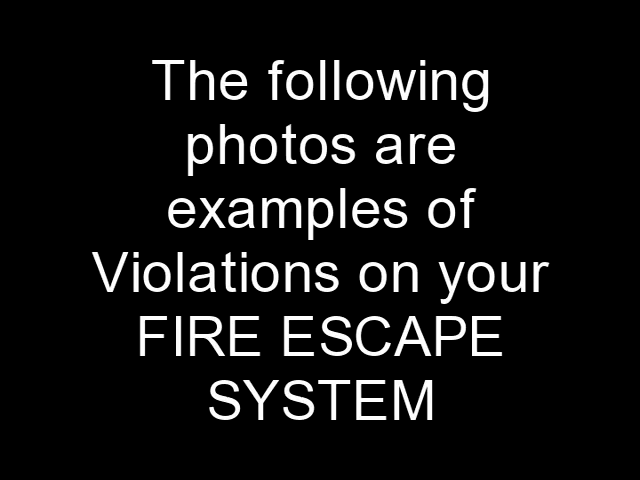 The following
photos are
examples of
Violations on your
FIRE ESCAPE
SYSTEM